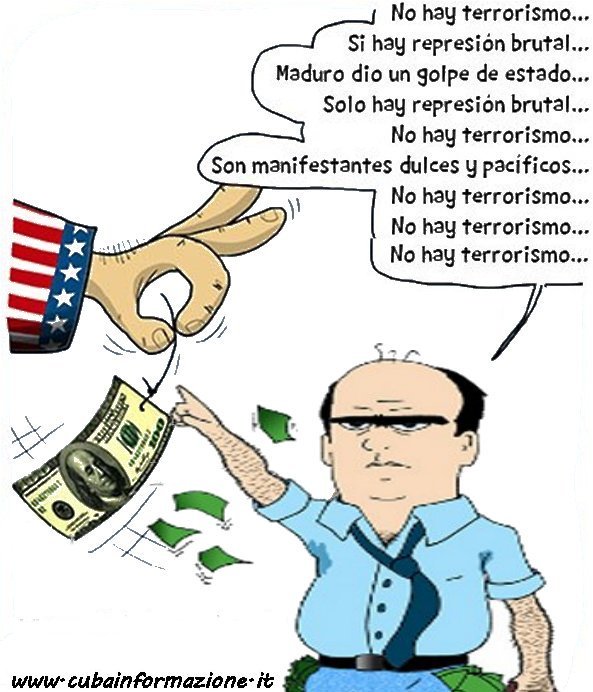 No hay terrorismo...
Si hay represión brutal...
Maduro dio un golpe de estado...
Solo hay represión brutal...
No hay terrorismo...
Son manifestantes dulces y pacíficos...
No hay terrorismo...
No hay terrorismo...
No hay terrorismo...
100
www.cubainformazione.it